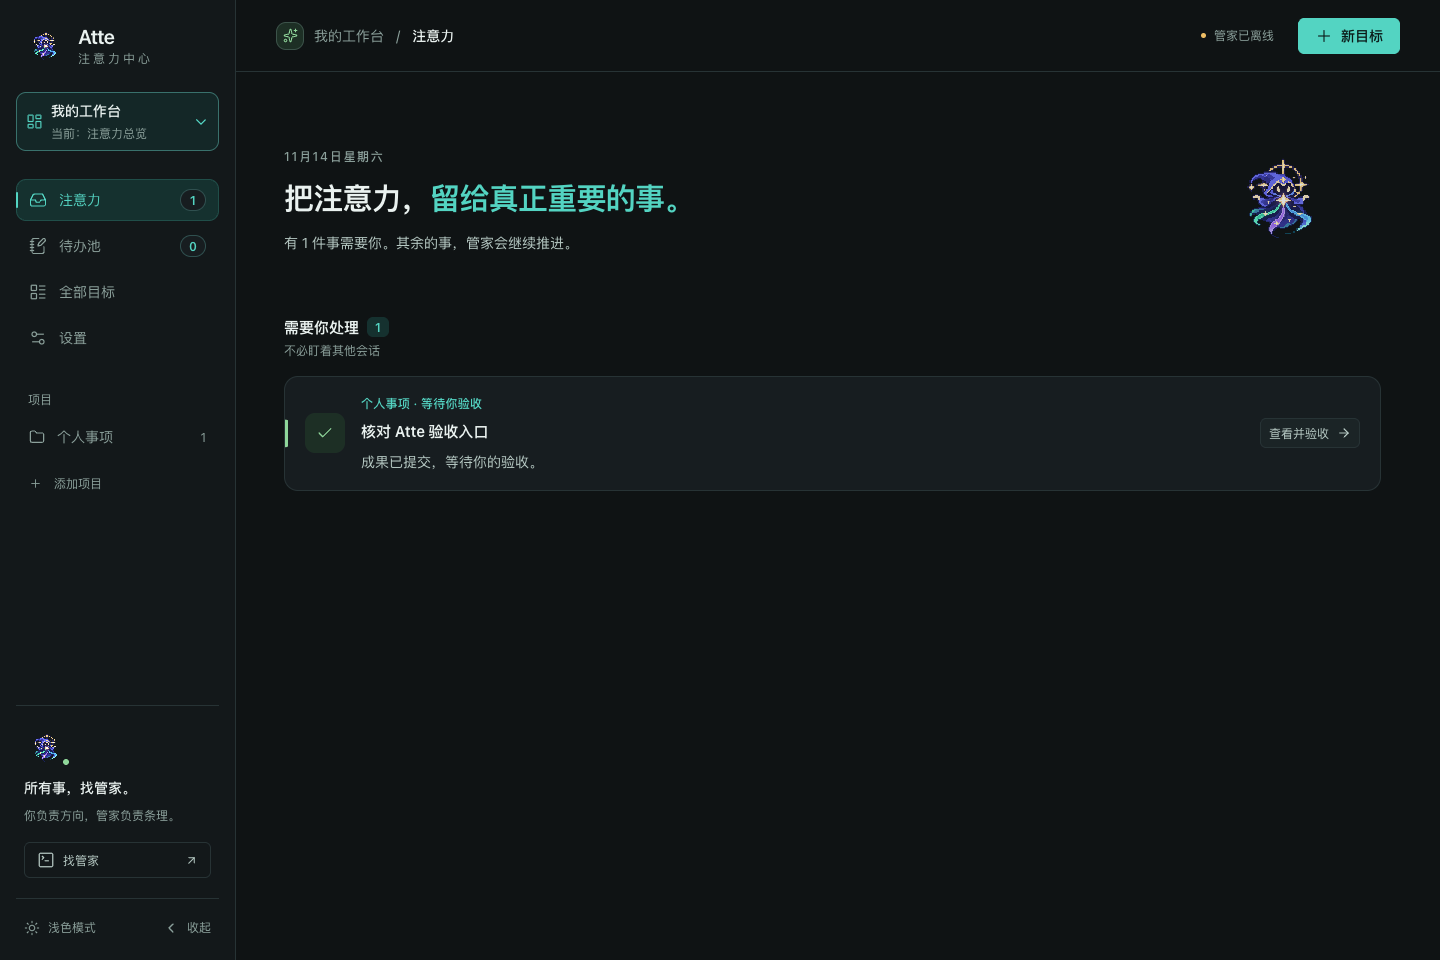 Atte
注意力中心
我的工作台
当前：注意力总览
注意力 1
待办池 0
全部目标
设置
项目
个人事项 1
添加项目
所有事，找管家。
你负责方向，管家负责条理。
找管家
浅色模式
收起
我的工作台 / 注意力
管家已离线
新目标
11月14日星期六
把注意力，留给真正重要的事。
有 1 件事需要你。其余的事，管家会继续推进。
需要你处理 1
不必盯着其他会话
个人事项 · 等待你验收
核对 Atte 验收入口
成果已提交，等待你的验收。
查看并验收